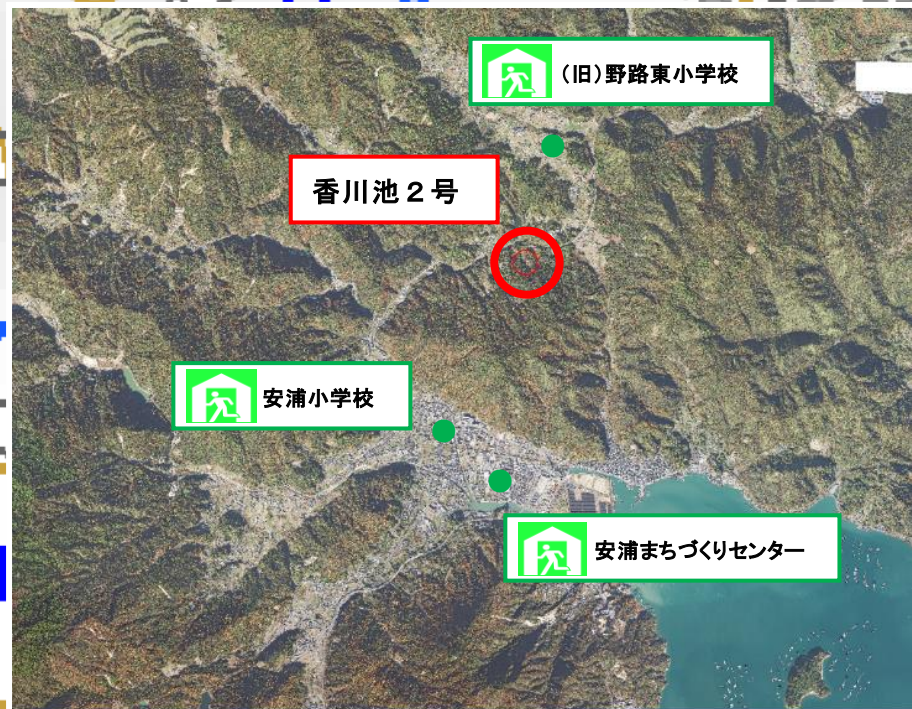 (旧)野路東小学校
香川池２号
安浦小学校
安浦まちづくりセンター